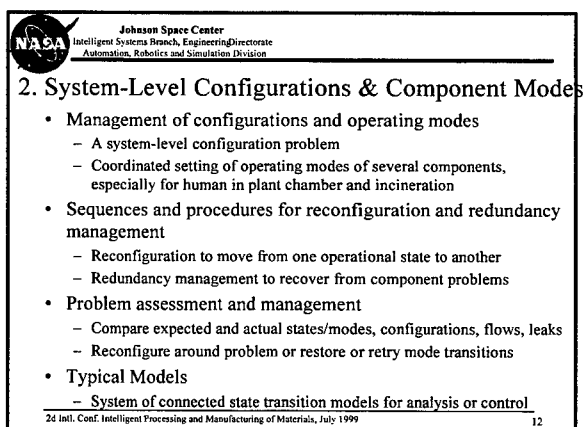 NASA
Johnson Space Center
Intelligent Systems Branch, EngineeringDirectorate
Automation, Robotics and Simulation Division
2. System-Level Configurations & Component Modes
• Management of configurations and operating modes
– A system-level configuration problem
– Coordinated setting of operating modes of several components,
especially for human in plant chamber and incineration
• Sequences and procedures for reconfiguration and redundancy
management
– Reconfiguration to move from one operational state to another
– Redundancy management to recover from component problems
• Problem assessment and management
– Compare expected and actual states/modes, configurations, flows, leaks
– Reconfigure around problem or restore or retry mode transitions
• Typical Models
– System of connected state transition models for analysis or control
2d Intl. Conf. Intelligent Processing and Manufacturing of Materials, July 1999 12